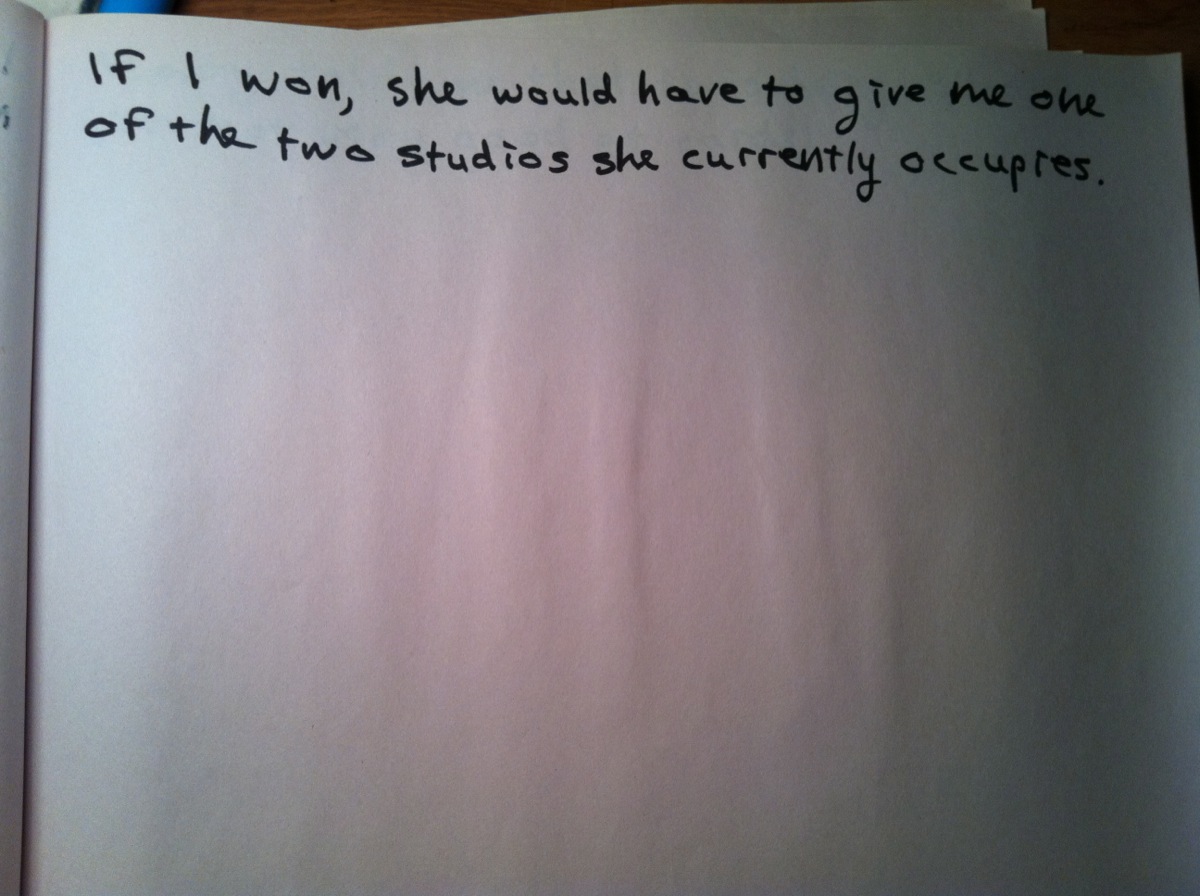 If I won, she would have to give me one
of the two studios she currently occupies.